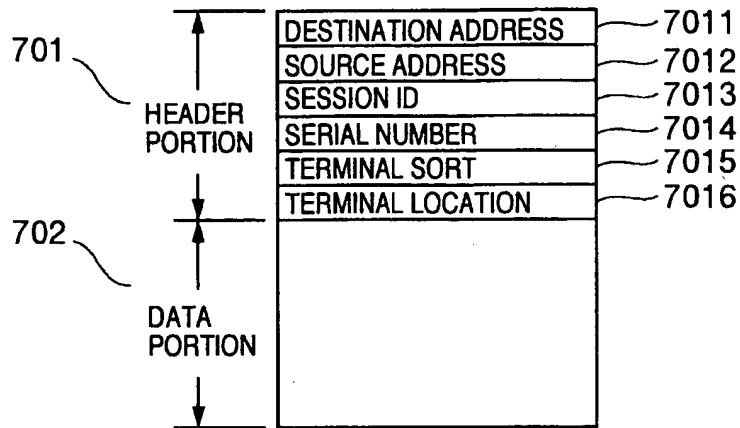 701
HEADER
PORTION
DESTINATION ADDRESS 7011
SOURCE ADDRESS 7012
SESSION ID 7013
SERIAL NUMBER 7014
TERMINAL SORT 7015
TERMINAL LOCATION 7016
702
DATA
PORTION